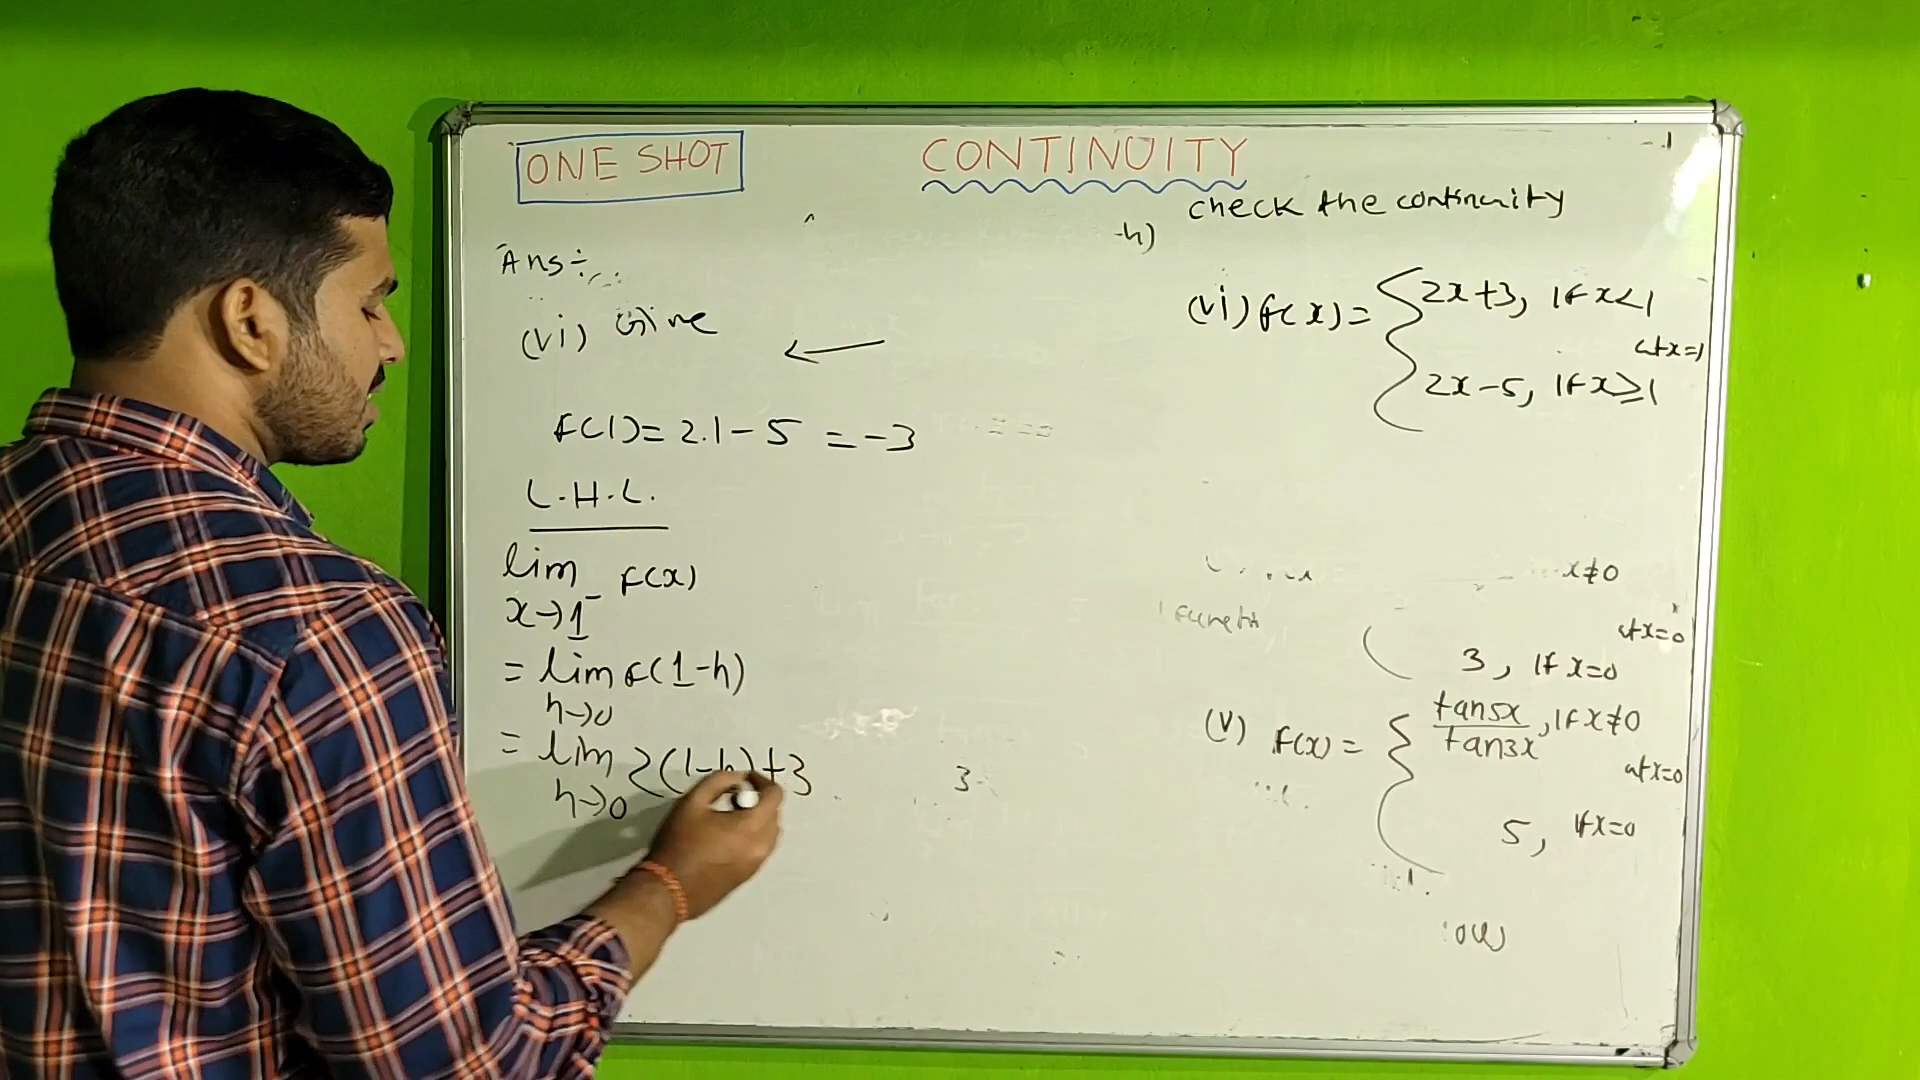 ONE SHOT
CONTINUITY
check the continuity
-h)
Ans:
(vi) Give
f(1)= 2.1-5 = -3
L.H.L.
lim f(x)
x→1⁻
= lim f(1-h)
h→0
= lim 2(1-h)+3
h→0
3
(vi) f(x)= { 2x+3, If x<1
at x=1
2x-5, If x≥1
x≠0
at x=0
3, If x=0
(v) f(x) = { tan5x/tan3x, If x≠0
at x=0
5, If x=0